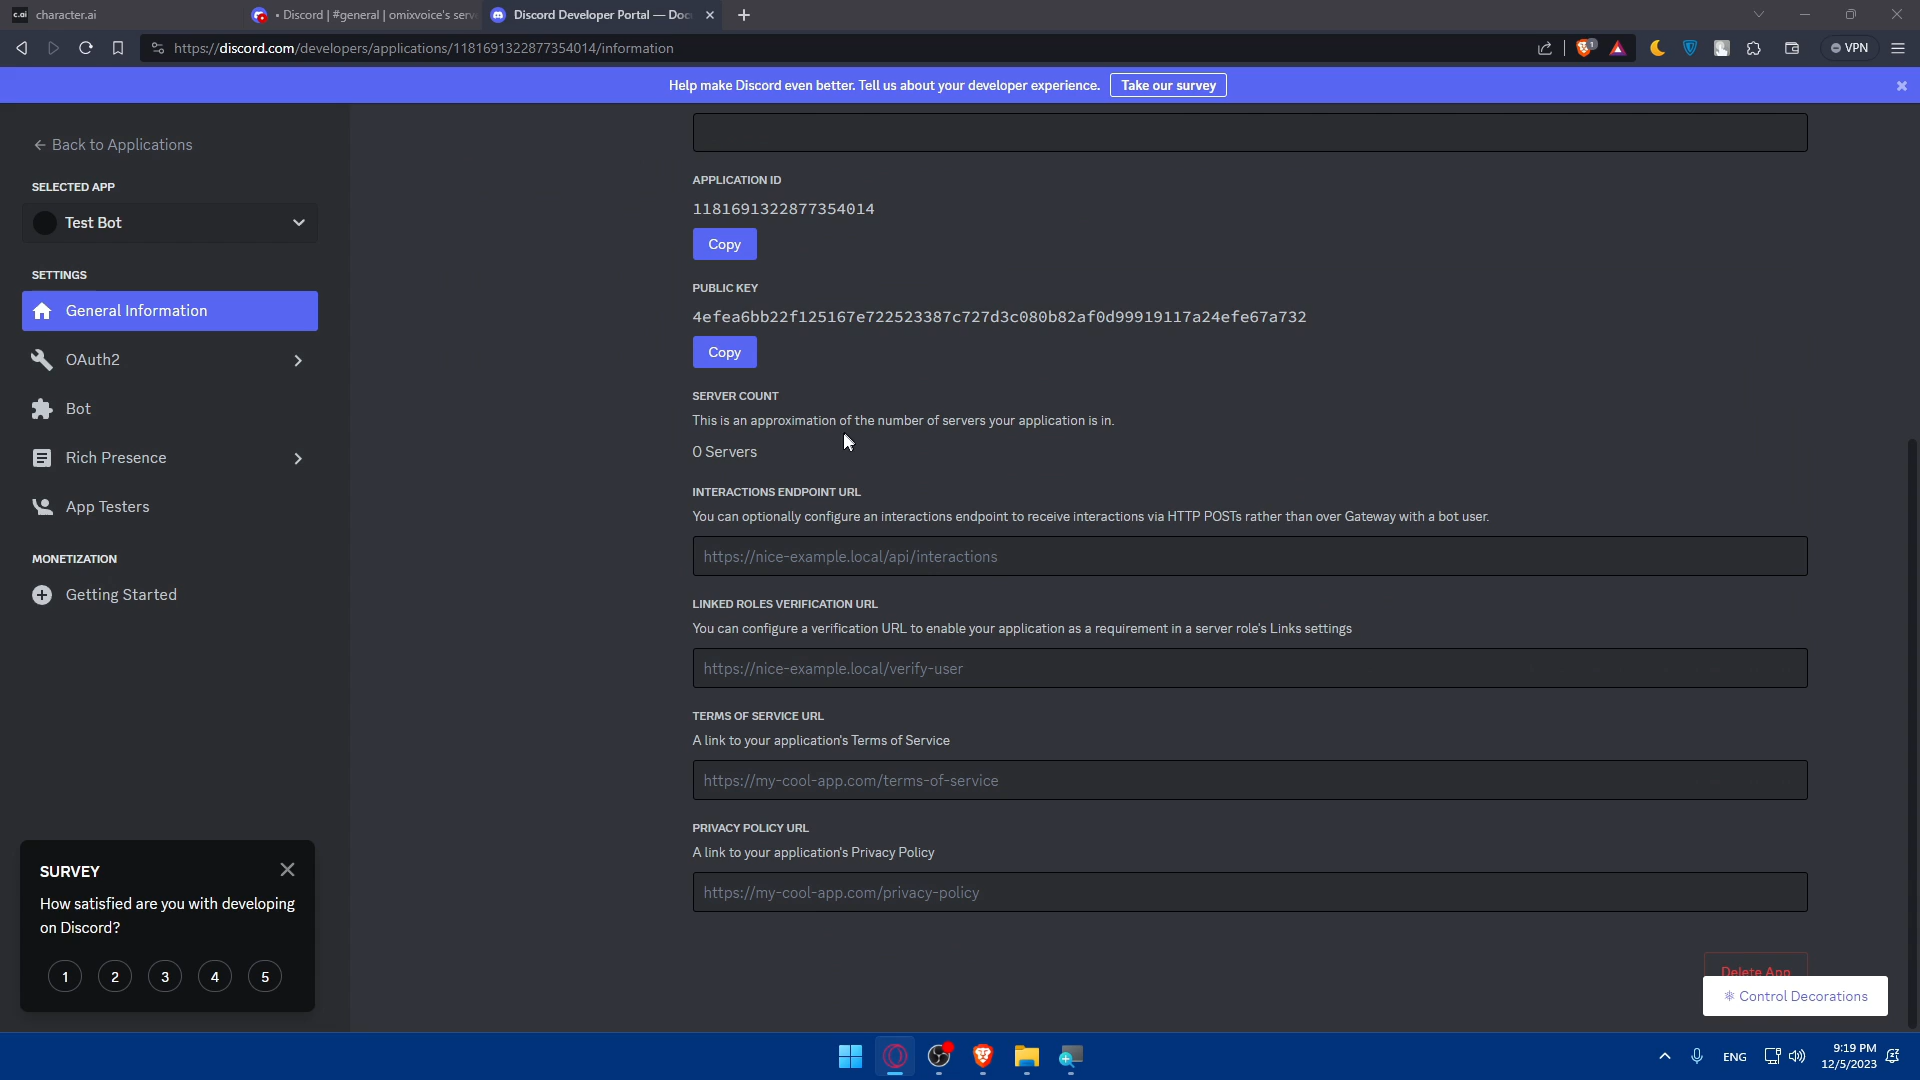 c.ai character.ai
• Discord | #general | omixvoice's serv
Discord Developer Portal — Doc
https://discord.com/developers/applications/1181691322877354014/information
1
VPN
Help make Discord even better. Tell us about your developer experience.
Take our survey
← Back to Applications
SELECTED APP
Test Bot
SETTINGS
General Information
OAuth2
Bot
Rich Presence
App Testers
MONETIZATION
Getting Started
SURVEY
How satisfied are you with developing
on Discord?
1 2 3 4 5
APPLICATION ID
1181691322877354014
Copy
PUBLIC KEY
4efea6bb22f125167e722523387c727d3c080b82af0d99919117a24efe67a732
Copy
SERVER COUNT
This is an approximation of the number of servers your application is in.
0 Servers
INTERACTIONS ENDPOINT URL
You can optionally configure an interactions endpoint to receive interactions via HTTP POSTs rather than over Gateway with a bot user.
https://nice-example.local/api/interactions
LINKED ROLES VERIFICATION URL
You can configure a verification URL to enable your application as a requirement in a server role's Links settings
https://nice-example.local/verify-user
TERMS OF SERVICE URL
A link to your application's Terms of Service
https://my-cool-app.com/terms-of-service
PRIVACY POLICY URL
A link to your application's Privacy Policy
https://my-cool-app.com/privacy-policy
Delete App
Control Decorations
ENG
9:19 PM
12/5/2023